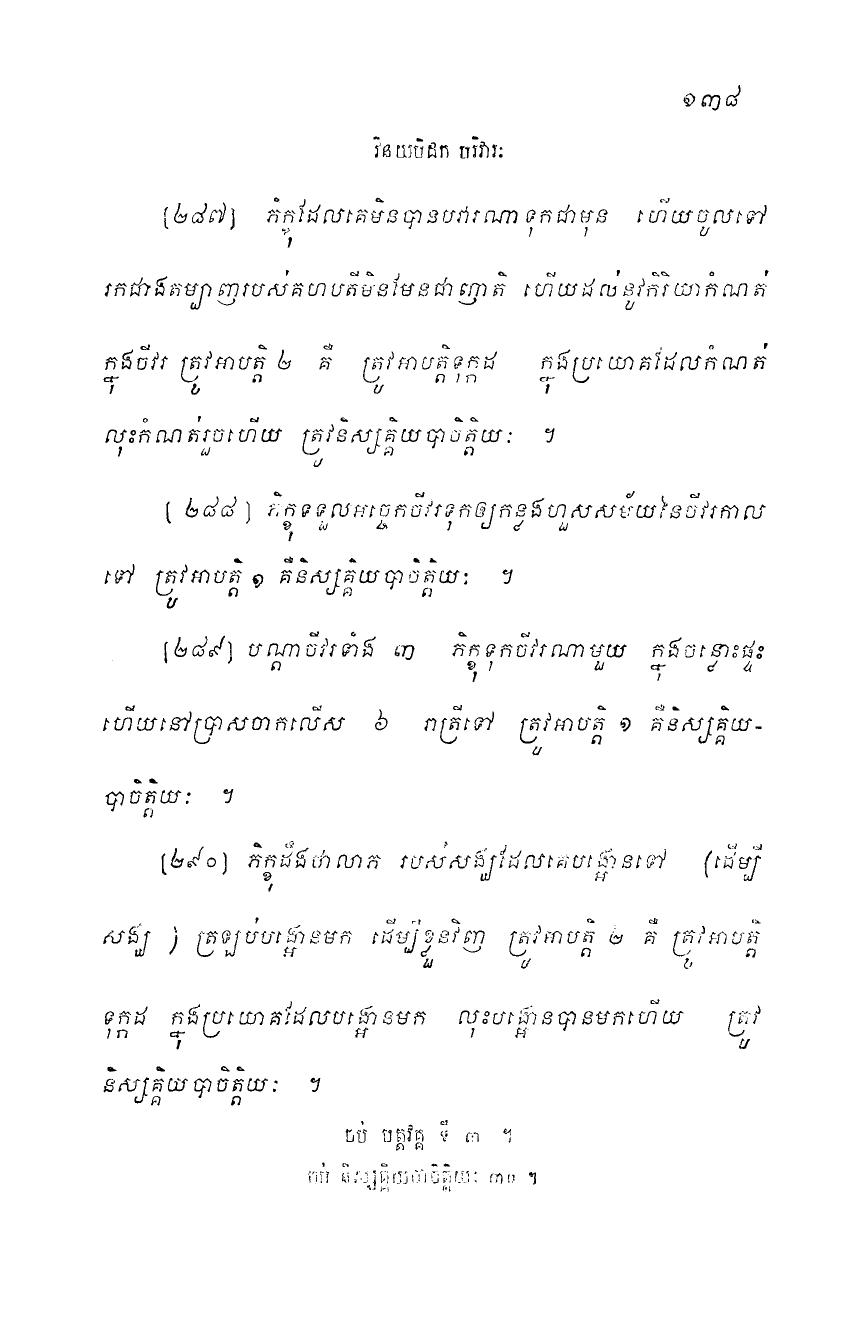 ១៣៨
វិនយបិដក បរិវារៈ
[២៨៧] ភិក្ខុដែលគេមិនបានបវារណាទុកជាមុន ហើយចូលទៅ
រកជាងតម្បាញរបស់គហបតីមិនមែនជាញាតិ ហើយដល់នូវកិរិយាកំណត់
ក្នុងចីវរ ត្រូវអាបត្តិ ២ គឺ ត្រូវអាបត្តិទុក្កដ ក្នុងប្រយោគដែលកំណត់
លុះកំណត់រួចហើយ ត្រូវនិស្សគ្គិយបាចិត្តិយៈ ។
[ ២៨៨ ] ភិក្ខុទទួលអច្ចេកចីវរទុកឲ្យកន្លងហួសសម័យនៃចីវរកាល
ទៅ ត្រូវអាបត្តិ ១ គឺនិស្សគ្គិយបាចិត្តិយៈ ។
[២៨៩] បណ្តាចីវរទាំង ៣ ភិក្ខុទុកចីវរណាមួយ ក្នុងចន្លោះផ្ទះ
ហើយនៅប្រាសចាកលើស ៦ រាត្រីទៅ ត្រូវអាបត្តិ ១ គឺនិស្សគ្គិយ-
បាចិត្តិយៈ ។
[២៩០] ភិក្ខុដឹងថាលាភ របស់សង្ឃដែលគេបង្អោនទៅ (ដើម្បី
សង្ឃ ) ត្រឡប់បង្អោនមក ដើម្បីខ្លួនវិញ ត្រូវអាបត្តិ ២ គឺ ត្រូវអាបត្តិ
ទុក្កដ ក្នុងប្រយោគដែលបង្អោនមក លុះបង្អោនបានមកហើយ ត្រូវ
និស្សគ្គិយបាចិត្តិយៈ ។
ចប់ បត្តវគ្គ ទី ៣ ។
ចប់ និស្សគ្គិយបាចិត្តិយៈ ៣០ ។